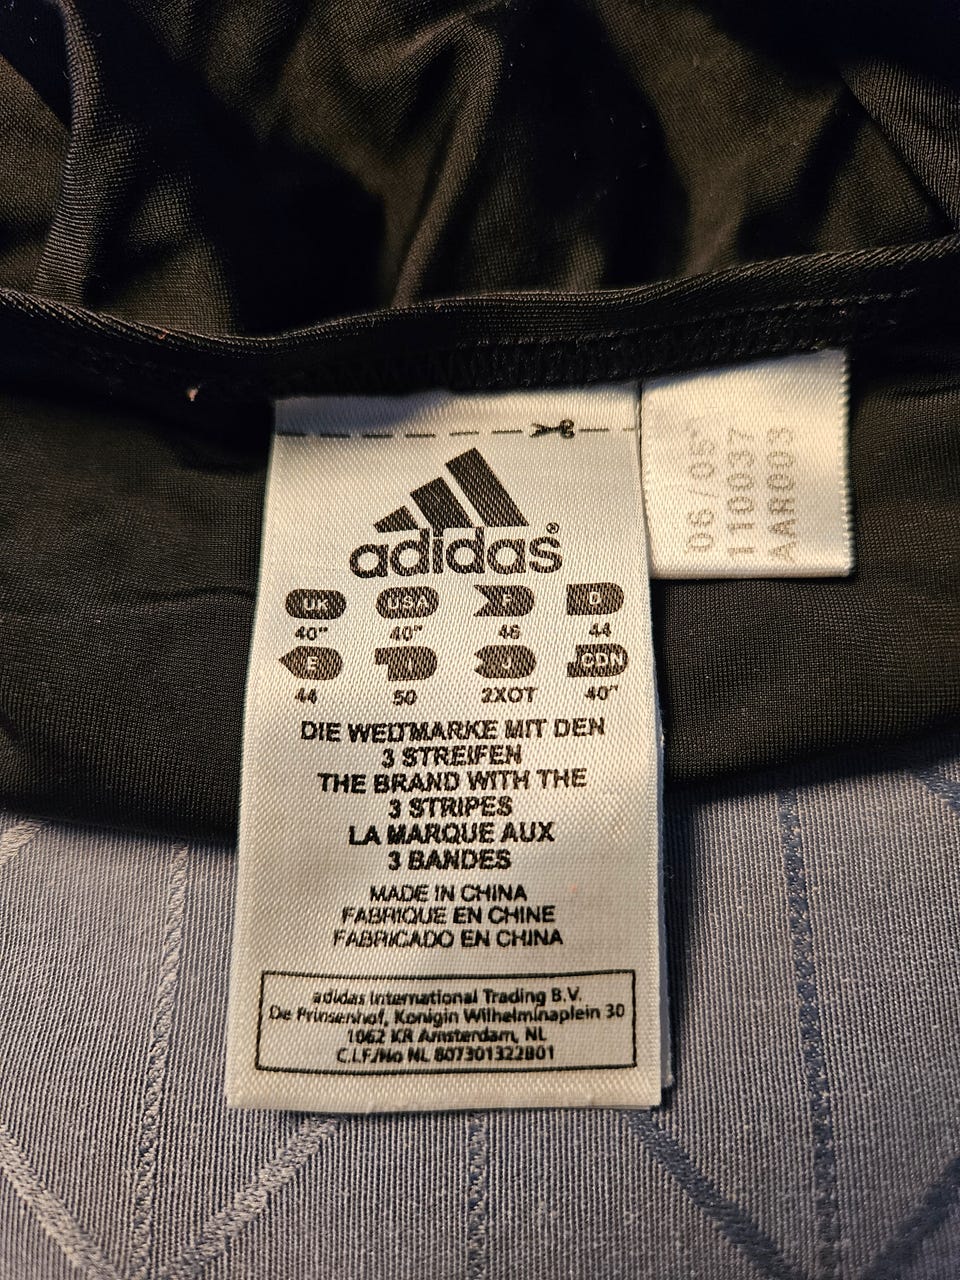 adidas®
UK USA F D
40" 40" 46 44
E I J CDN
44 50 2XOT 40"
DIE WELTMARKE MIT DEN
3 STREIFEN
THE BRAND WITH THE
3 STRIPES
LA MARQUE AUX
3 BANDES
MADE IN CHINA
FABRIQUE EN CHINE
FABRICADO EN CHINA
adidas International Trading B.V.
De Prinsenhof, Konigin Wilhelminaplein 30
1062 KR Amsterdam, NL
C.I.F./No NL 807301322B01
06/05
110037
AAR003